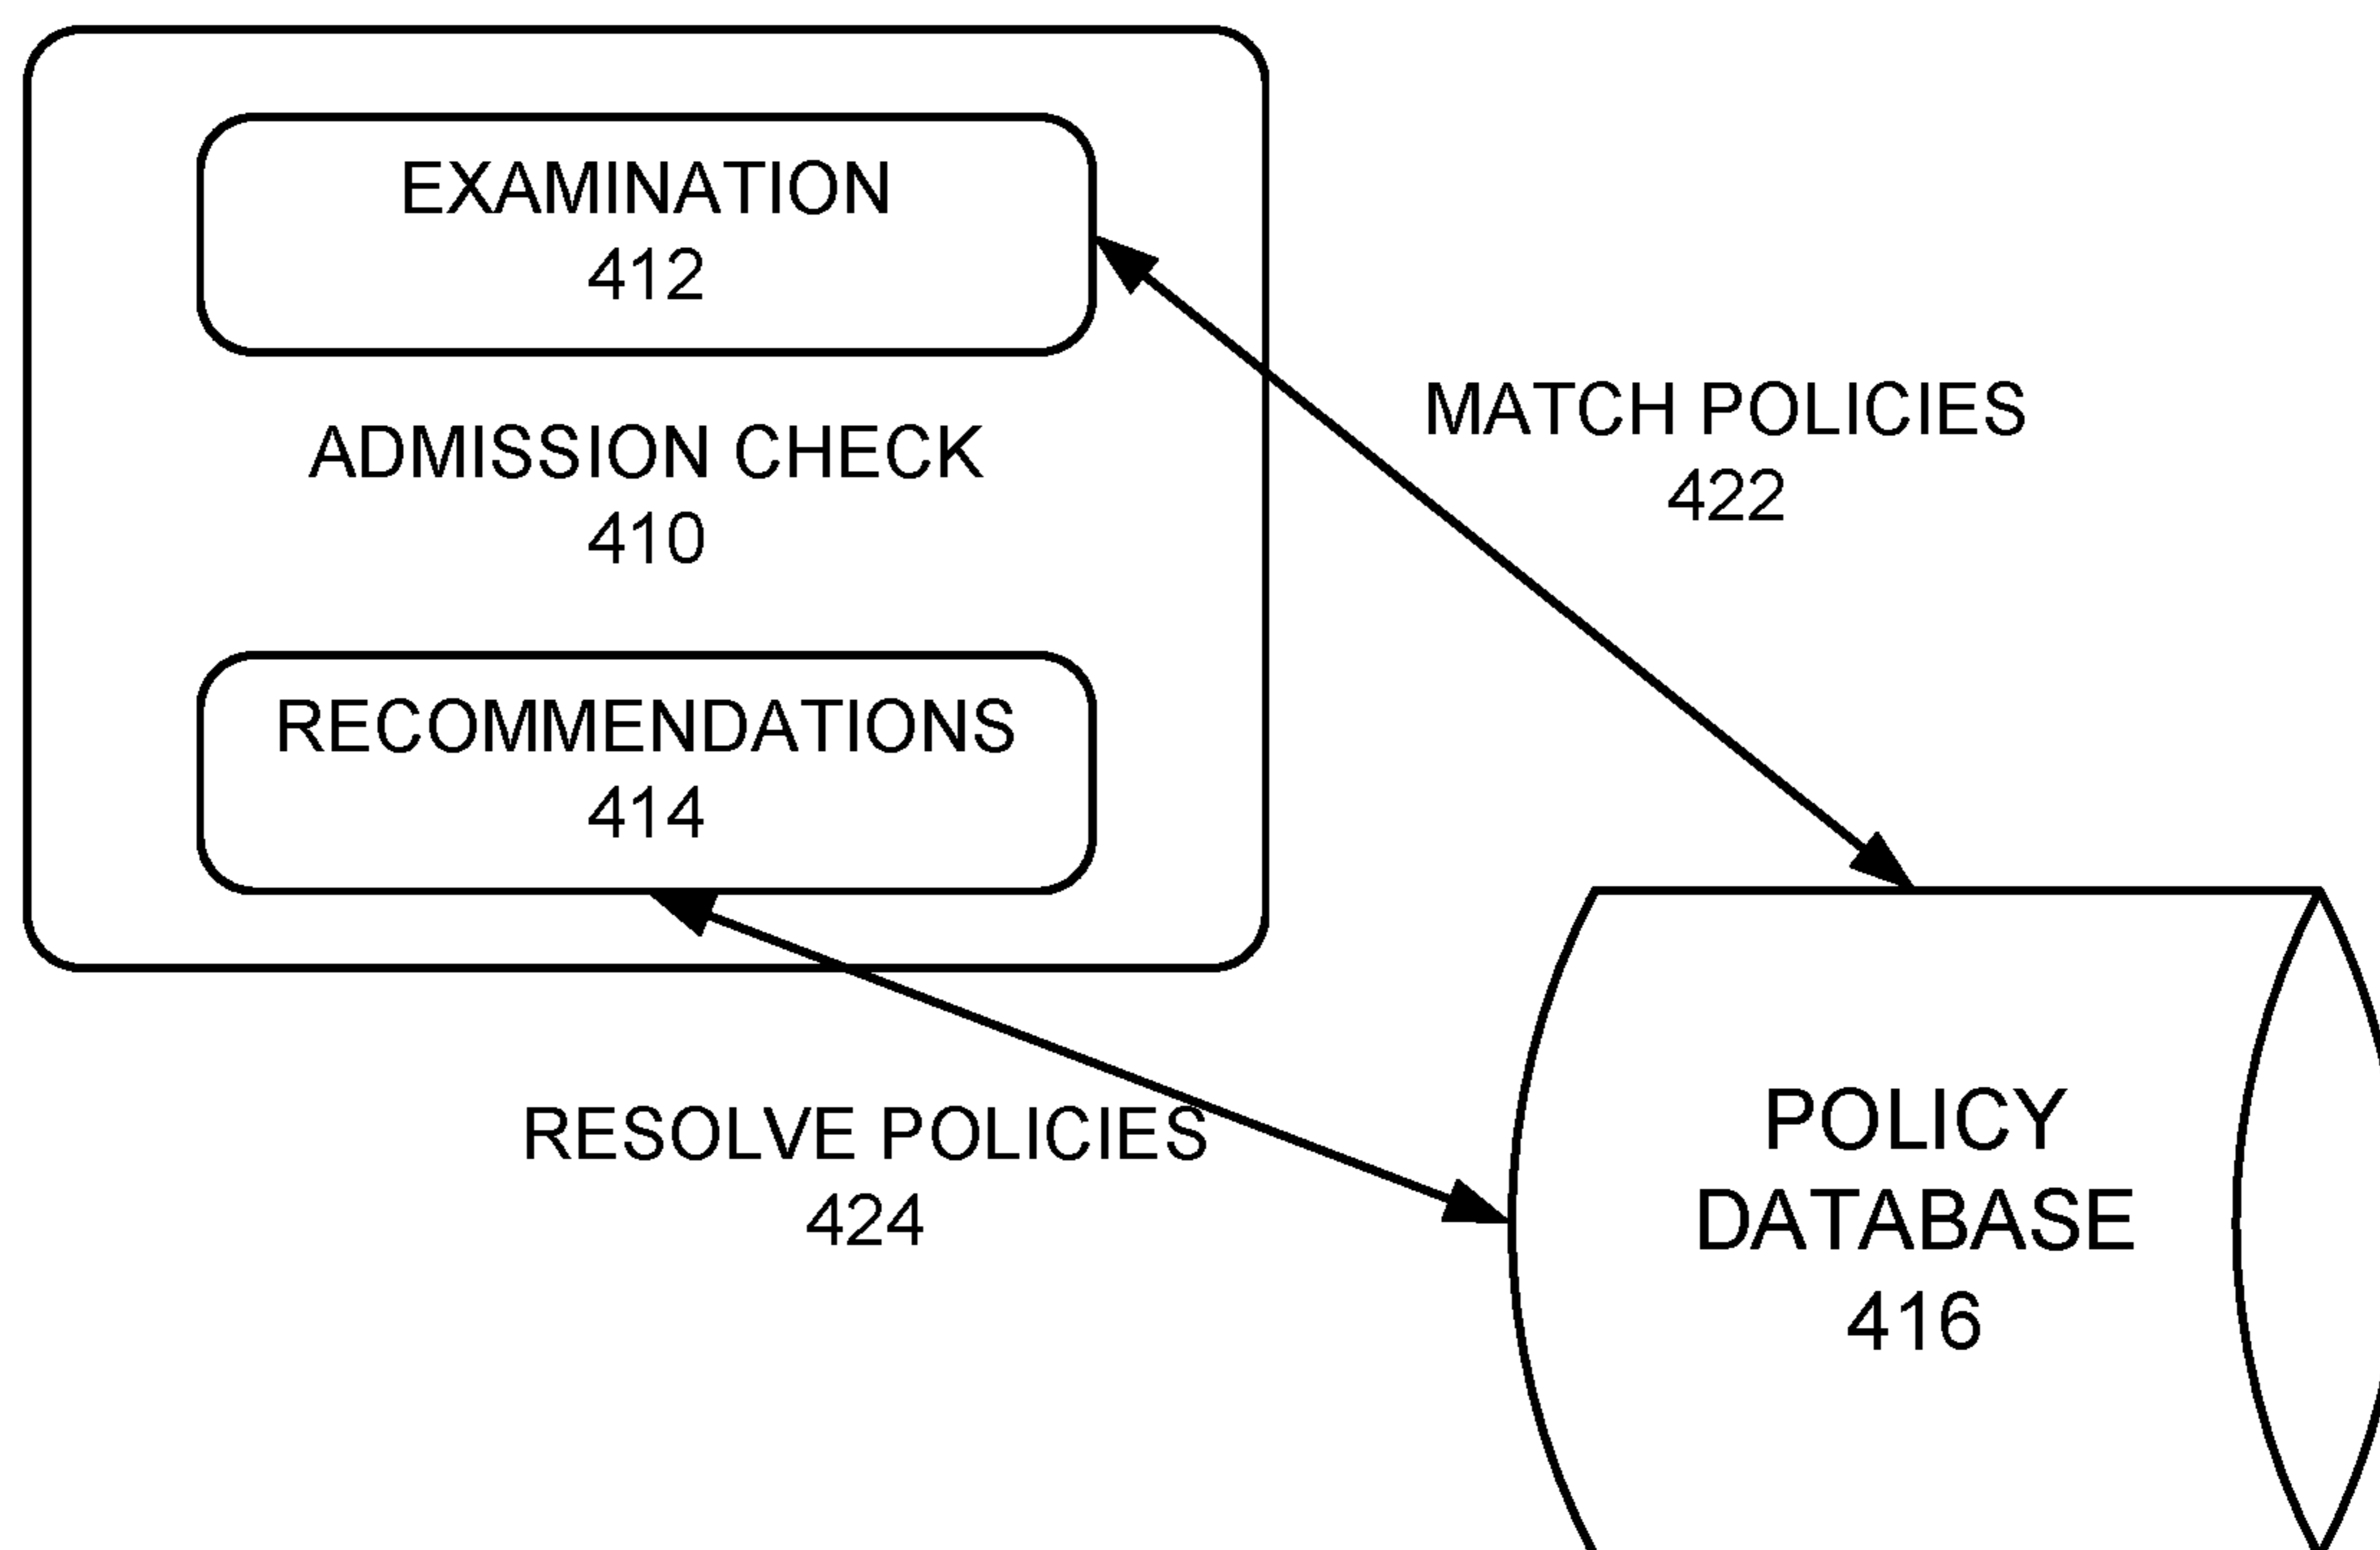 EXAMINATION
412
ADMISSION CHECK
410
RECOMMENDATIONS
414
MATCH POLICIES
422
RESOLVE POLICIES
424
POLICY
DATABASE
416